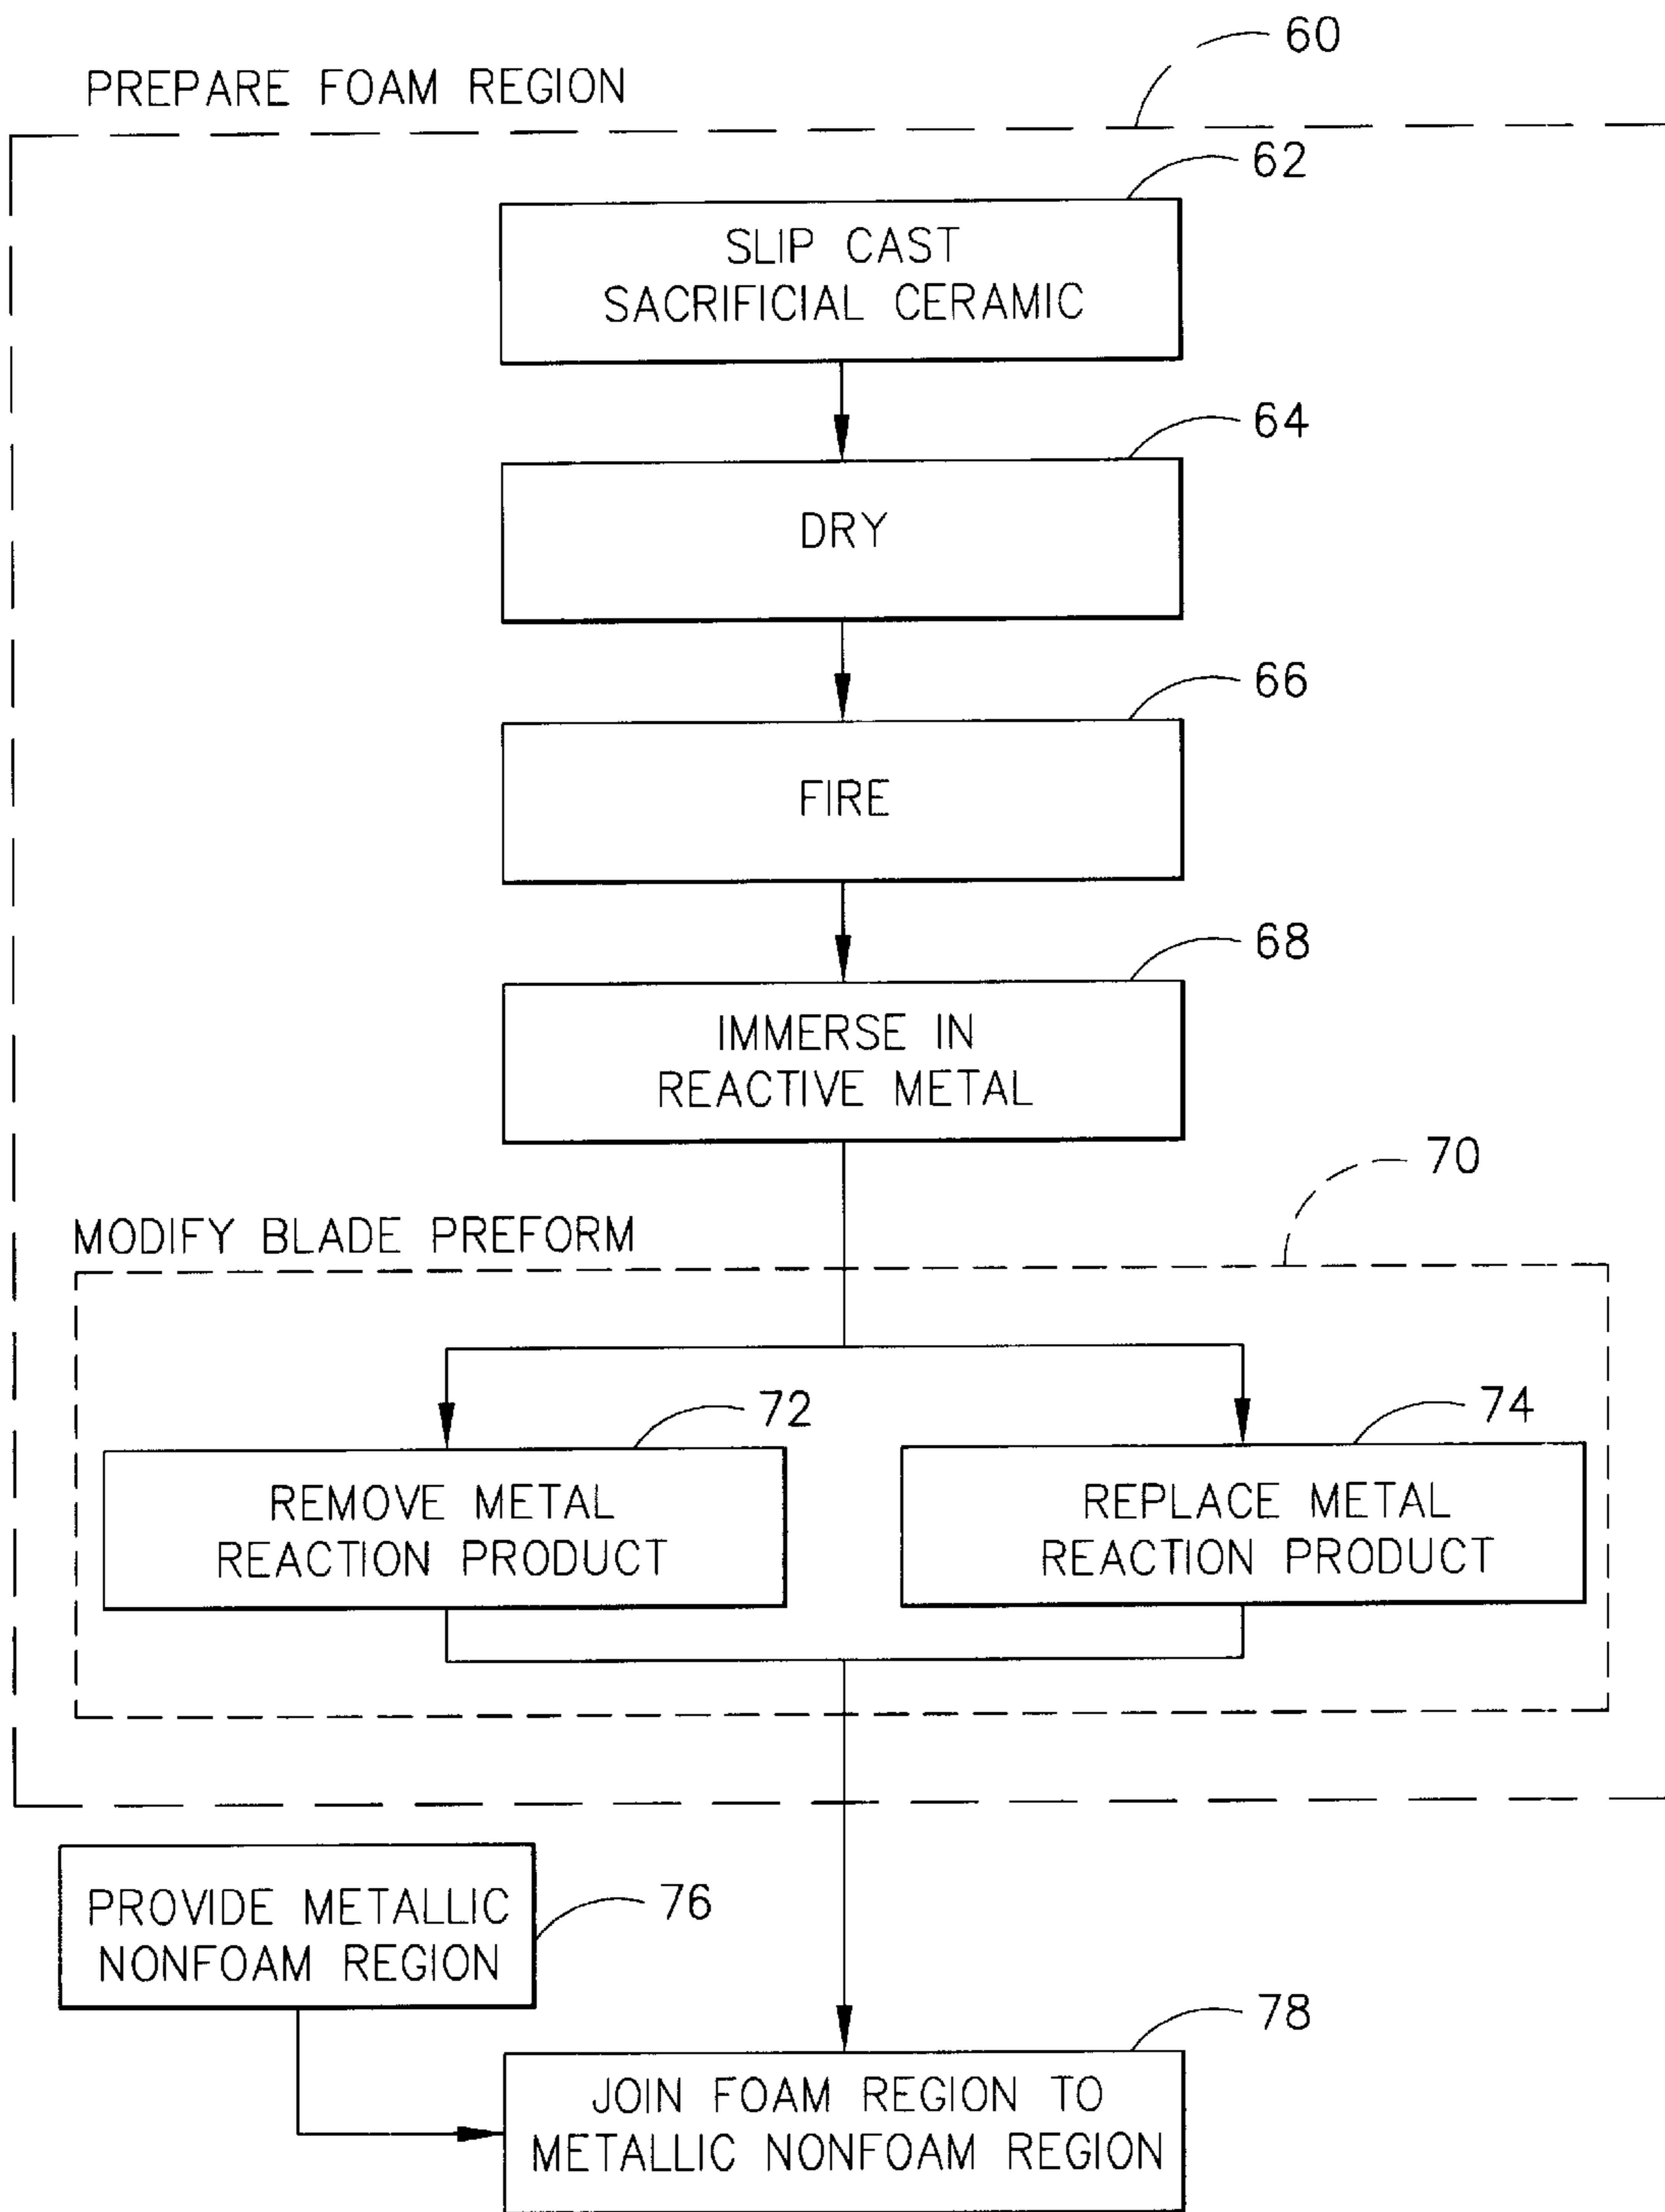 60
PREPARE FOAM REGION
62
SLIP CAST
SACRIFICIAL CERAMIC
64
DRY
66
FIRE
68
IMMERSE IN
REACTIVE METAL
70
MODIFY BLADE PREFORM
72
REMOVE METAL
REACTION PRODUCT
74
REPLACE METAL
REACTION PRODUCT
76
PROVIDE METALLIC
NONFOAM REGION
78
JOIN FOAM REGION TO
METALLIC NONFOAM REGION